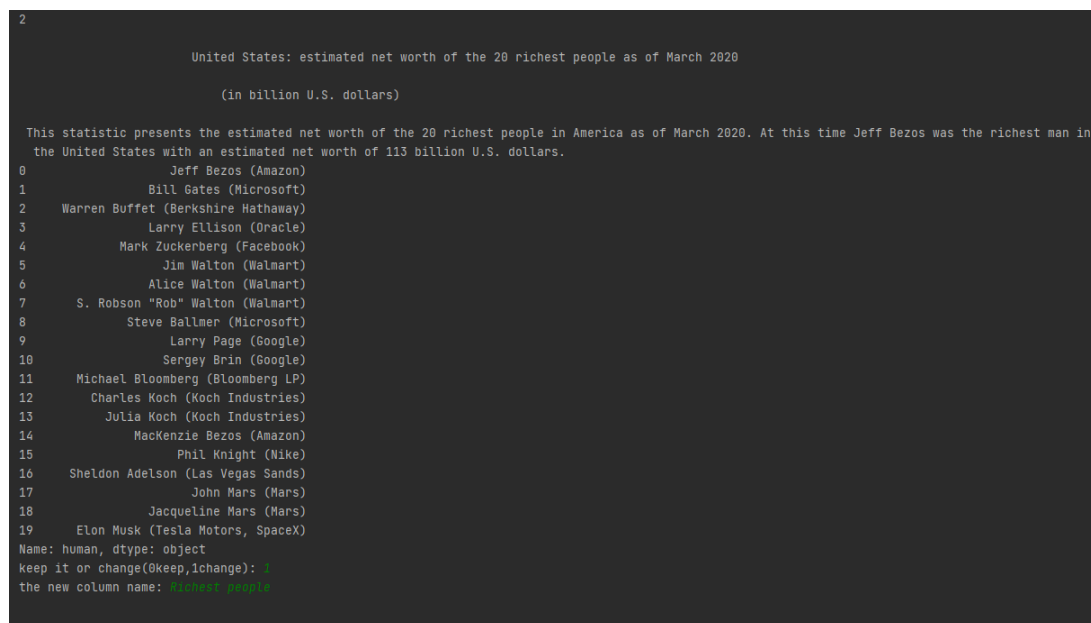 2
United States: estimated net worth of the 20 richest people as of March 2020
(in billion U.S. dollars)
This statistic presents the estimated net worth of the 20 richest people in America as of March 2020. At this time Jeff Bezos was the richest man in
the United States with an estimated net worth of 113 billion U.S. dollars.
0 Jeff Bezos (Amazon)
1 Bill Gates (Microsoft)
2 Warren Buffet (Berkshire Hathaway)
3 Larry Ellison (Oracle)
4 Mark Zuckerberg (Facebook)
5 Jim Walton (Walmart)
6 Alice Walton (Walmart)
7 S. Robson "Rob" Walton (Walmart)
8 Steve Ballmer (Microsoft)
9 Larry Page (Google)
10 Sergey Brin (Google)
11 Michael Bloomberg (Bloomberg LP)
12 Charles Koch (Koch Industries)
13 Julia Koch (Koch Industries)
14 MacKenzie Bezos (Amazon)
15 Phil Knight (Nike)
16 Sheldon Adelson (Las Vegas Sands)
17 John Mars (Mars)
18 Jacqueline Mars (Mars)
19 Elon Musk (Tesla Motors, SpaceX)
Name: human, dtype: object
keep it or change(0keep,1change): 1
the new column name: Richest people